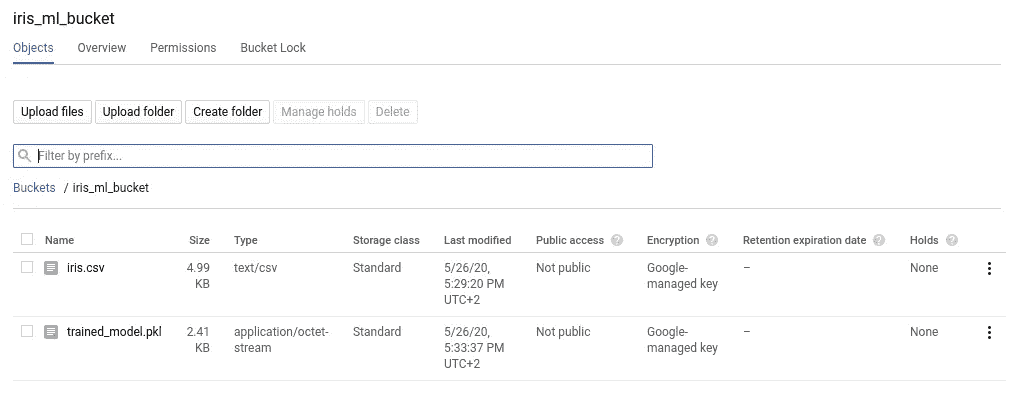 iris_ml_bucket
Objects Overview Permissions Bucket Lock
Upload files Upload folder Create folder Manage holds Delete
Filter by prefix...
Buckets / iris_ml_bucket
Name Size Type Storage class Last modified Public access Encryption Retention expiration date Holds
iris.csv 4.99 text/csv Standard 5/26/20, Not public Google- – None
KB 5:29:20 PM managed key
UTC+2
trained_model.pkl 2.41 application/octet- Standard 5/26/20, Not public Google- – None
KB stream 5:33:37 PM managed key
UTC+2